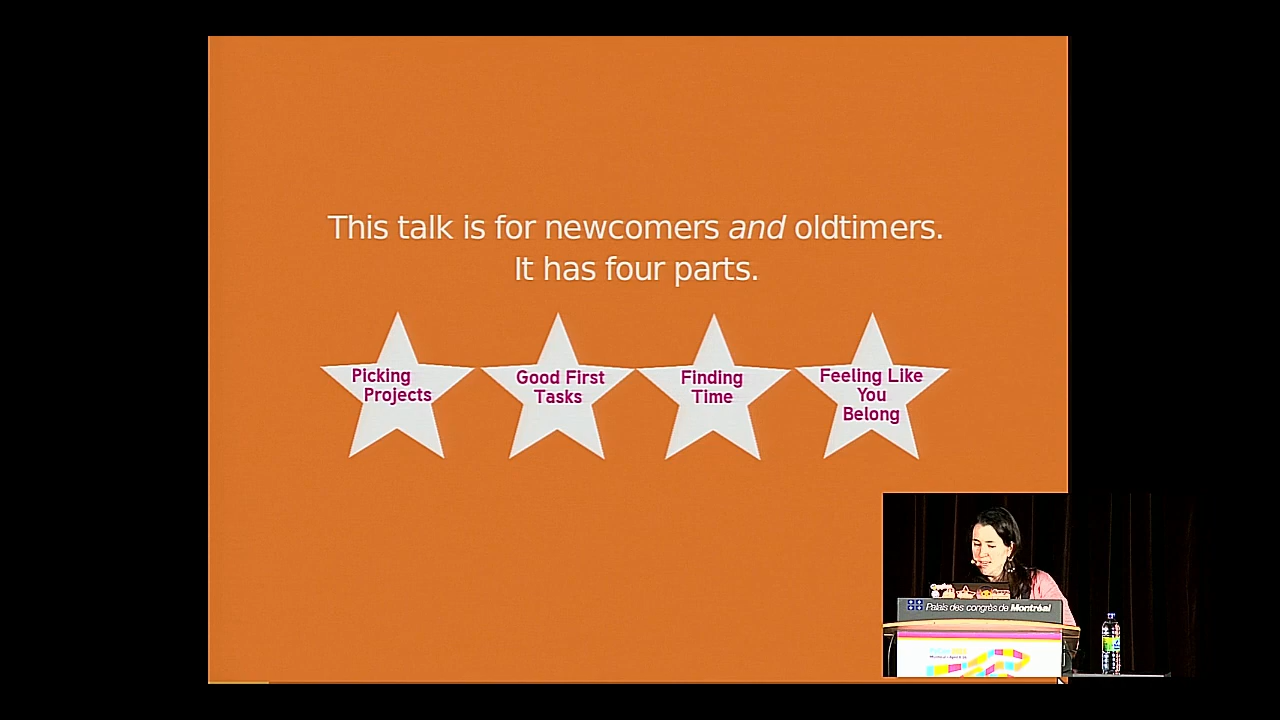 This talk is for newcomers and oldtimers.
It has four parts.
Picking
Projects
Good First
Tasks
Finding
Time
Feeling Like
You
Belong
Palais des congrès de Montréal